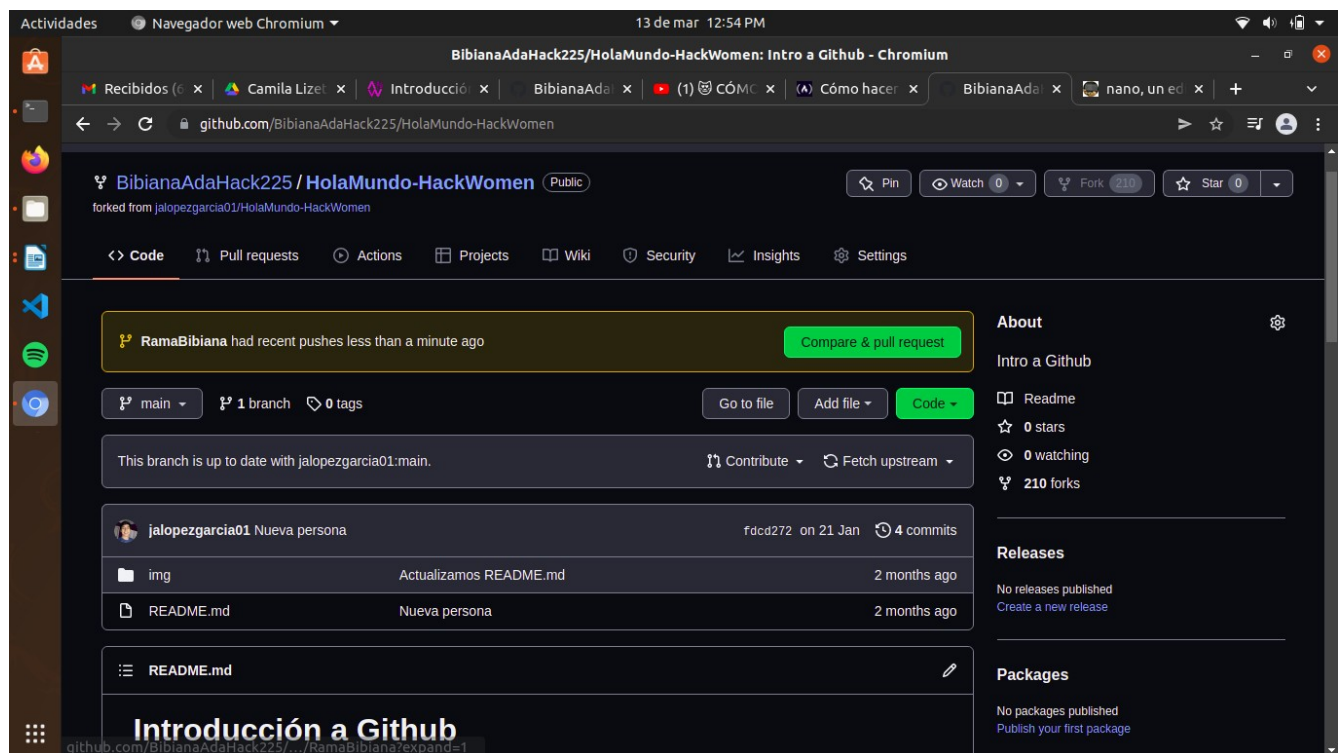 Actividades Navegador web Chromium 13 de mar 12:54 PM
BibianaAdaHack225/HolaMundo-HackWomen: Intro a Github - Chromium
Recibidos (6 Camila Lizet Introducció BibianaAda (1) 😻 CÓMO Cómo hacer BibianaAda nano, un ed
github.com/BibianaAdaHack225/HolaMundo-HackWomen
BibianaAdaHack225 / HolaMundo-HackWomen Public Pin Watch 0 Fork 210 Star 0
forked from jalopezgarcia01/HolaMundo-HackWomen
<> Code Pull requests Actions Projects Wiki Security Insights Settings
RamaBibiana had recent pushes less than a minute ago Compare & pull request
main 1 branch 0 tags Go to file Add file Code
This branch is up to date with jalopezgarcia01:main. Contribute Fetch upstream
jalopezgarcia01 Nueva persona fdcd272 on 21 Jan 4 commits
img Actualizamos README.md 2 months ago
README.md Nueva persona 2 months ago
README.md
Introducción a Github
github.com/BibianaAdaHack225/.../RamaBibiana?expand=1
About
Intro a Github
Readme
0 stars
0 watching
210 forks
Releases
No releases published
Create a new release
Packages
No packages published
Publish your first package